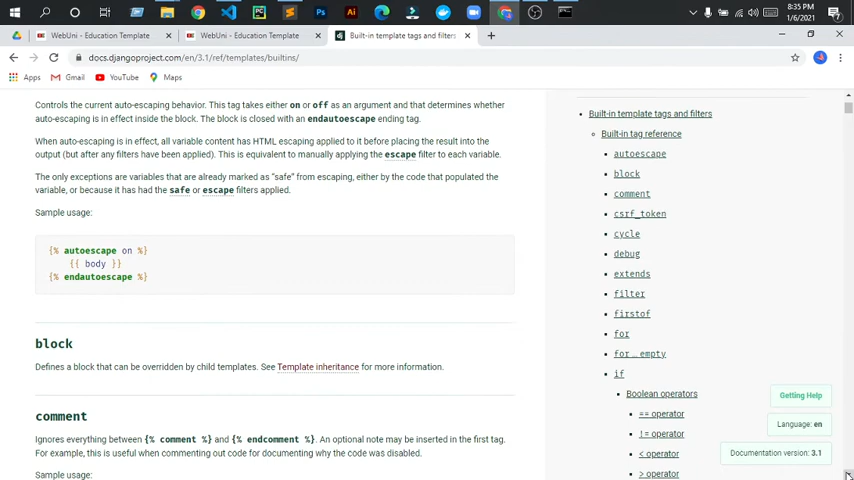 8:35 PM
1/6/2021
WebUni - Education Template
WebUni - Education Template
Built-in template tags and filters
docs.djangoproject.com/en/3.1/ref/templates/builtins/
Apps
Gmail
YouTube
Maps
Controls the current auto-escaping behavior. This tag takes either on or off as an argument and that determines whether
auto-escaping is in effect inside the block. The block is closed with an endautoescape ending tag.
When auto-escaping is in effect, all variable content has HTML escaping applied to it before placing the result into the
output (but after any filters have been applied). This is equivalent to manually applying the escape filter to each variable.
The only exceptions are variables that are already marked as “safe” from escaping, either by the code that populated the
variable, or because it has had the safe or escape filters applied.
Sample usage:
{% autoescape on %}
{{ body }}
{% endautoescape %}
block
Defines a block that can be overridden by child templates. See Template inheritance for more information.
comment
Ignores everything between {% comment %} and {% endcomment %}. An optional note may be inserted in the first tag.
For example, this is useful when commenting out code for documenting why the code was disabled.
Sample usage:
Built-in template tags and filters
Built-in tag reference
autoescape
block
comment
csrf_token
cycle
debug
extends
filter
firstof
for
for … empty
if
Boolean operators
== operator
!= operator
< operator
> operator
Getting Help
Language: en
Documentation version: 3.1